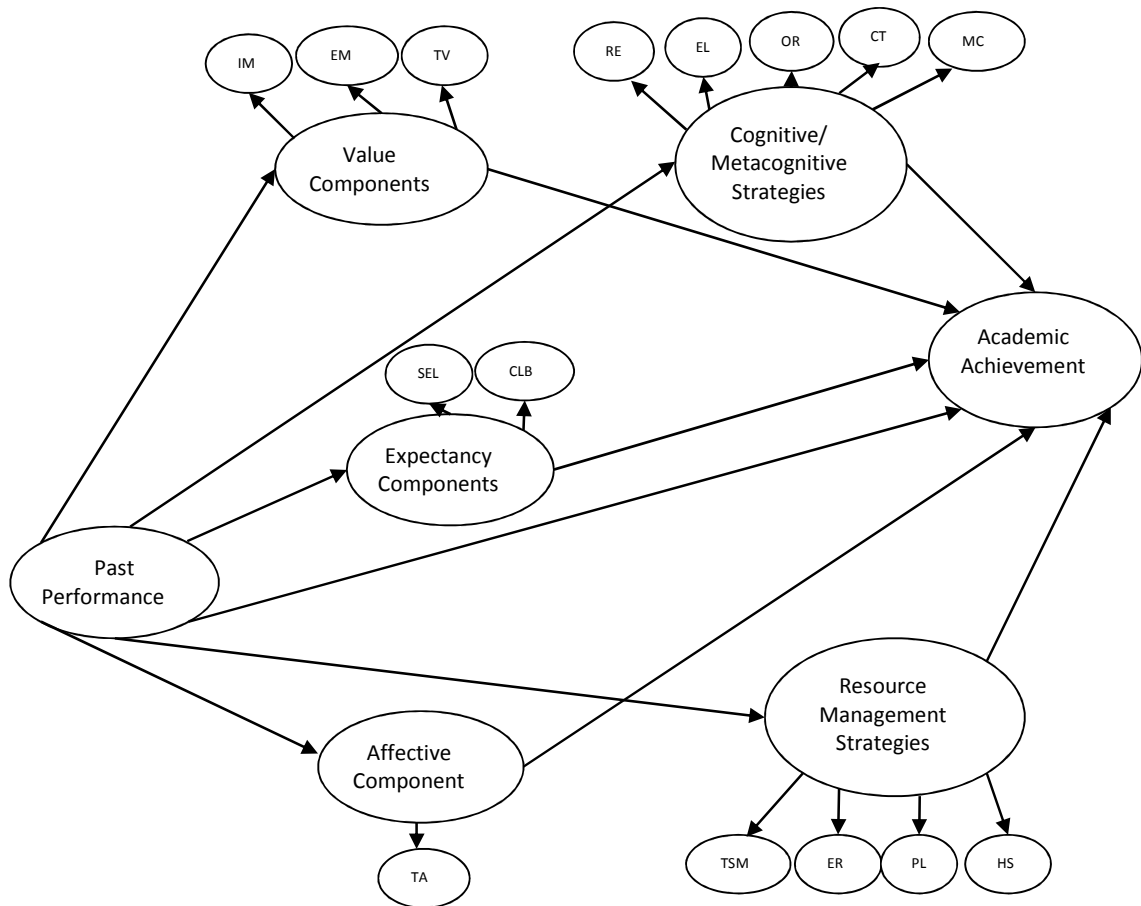 IM
EM
TV
RE
EL
OR
CT
MC
Value
Components
Cognitive/
Metacognitive
Strategies
Academic
Achievement
SEL
CLB
Expectancy
Components
Past
Performance
Resource
Management
Strategies
Affective
Component
TA
TSM
ER
PL
HS